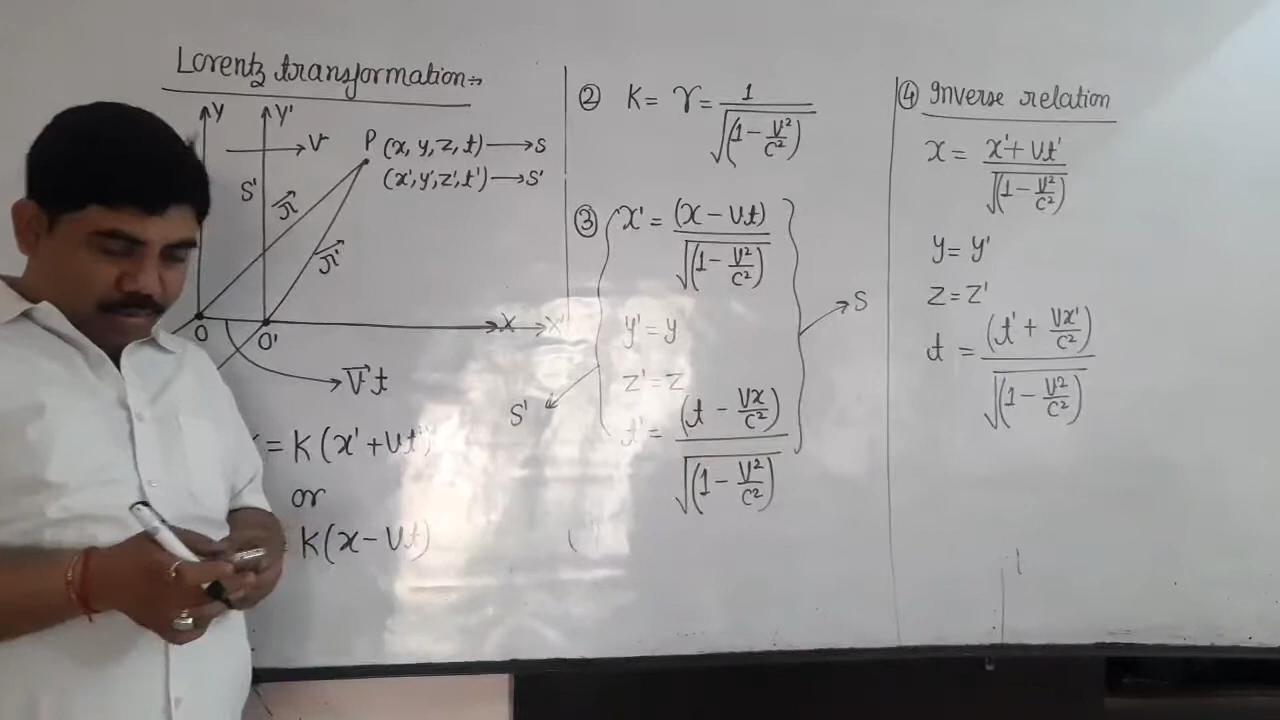 Lorentz transformation:-
Y Y'
V
P (x, y, z, t) → S
(x', y', z', t') → S'
S'
r⃗
r⃗'
O O' X X'
V⃗t
= K(x' + vt')
or
K(x - vt)
② K = γ = 1/√(1 - v²/c²)
③ x' = (x - vt)/√(1 - v²/c²)
y' = y
z' = z
t' = (t - vx/c²)/√(1 - v²/c²)
S'
S
④ Inverse relation
x = x' + vt'/√(1 - v²/c²)
y = y'
z = z'
t = (t' + vx'/c²)/√(1 - v²/c²)